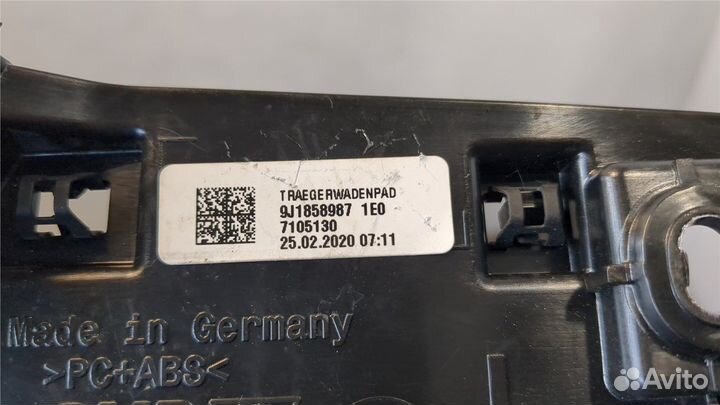 TRAEGERWADENPAD
9J1858987 1E0
7105130
25.02.2020 07:11
Made in Germany
>PC+ABS<
Avito